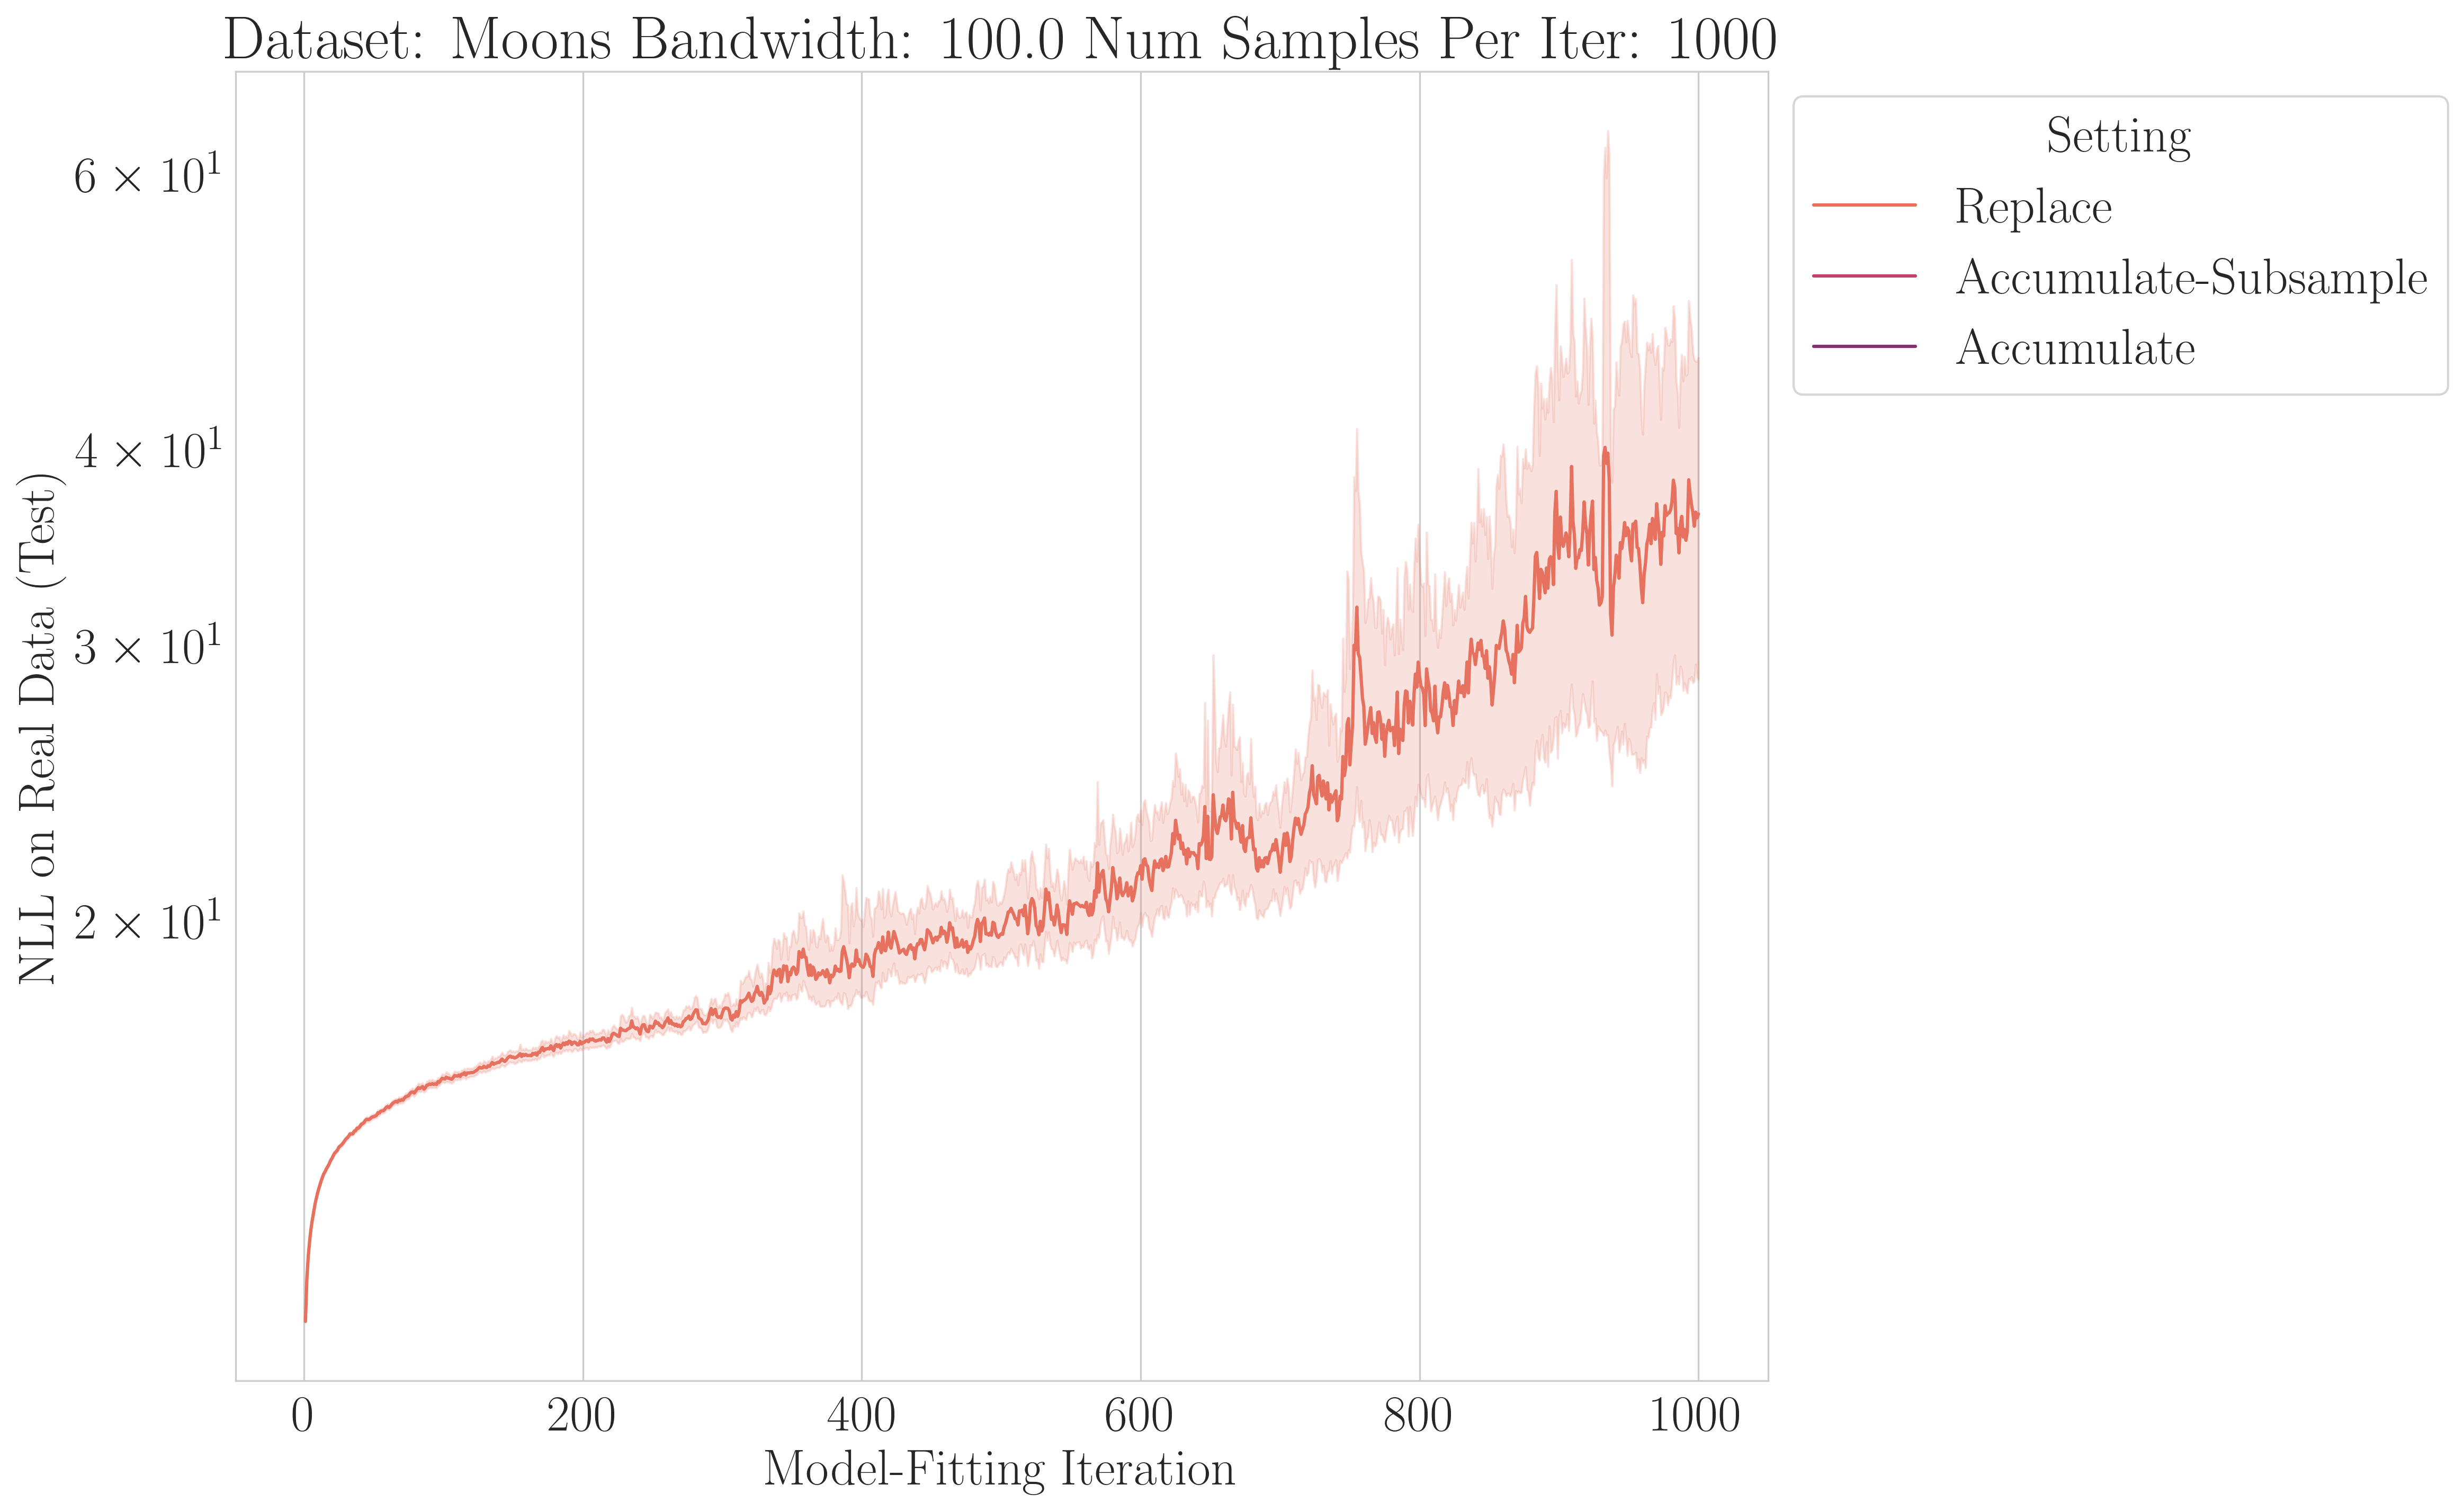 Dataset: Moons Bandwidth: 100.0 Num Samples Per Iter: 1000
NLL on Real Data (Test)
6 × 10¹
4 × 10¹
3 × 10¹
2 × 10¹
0 200 400 600 800 1000
Model-Fitting Iteration
Setting
Replace
Accumulate-Subsample
Accumulate